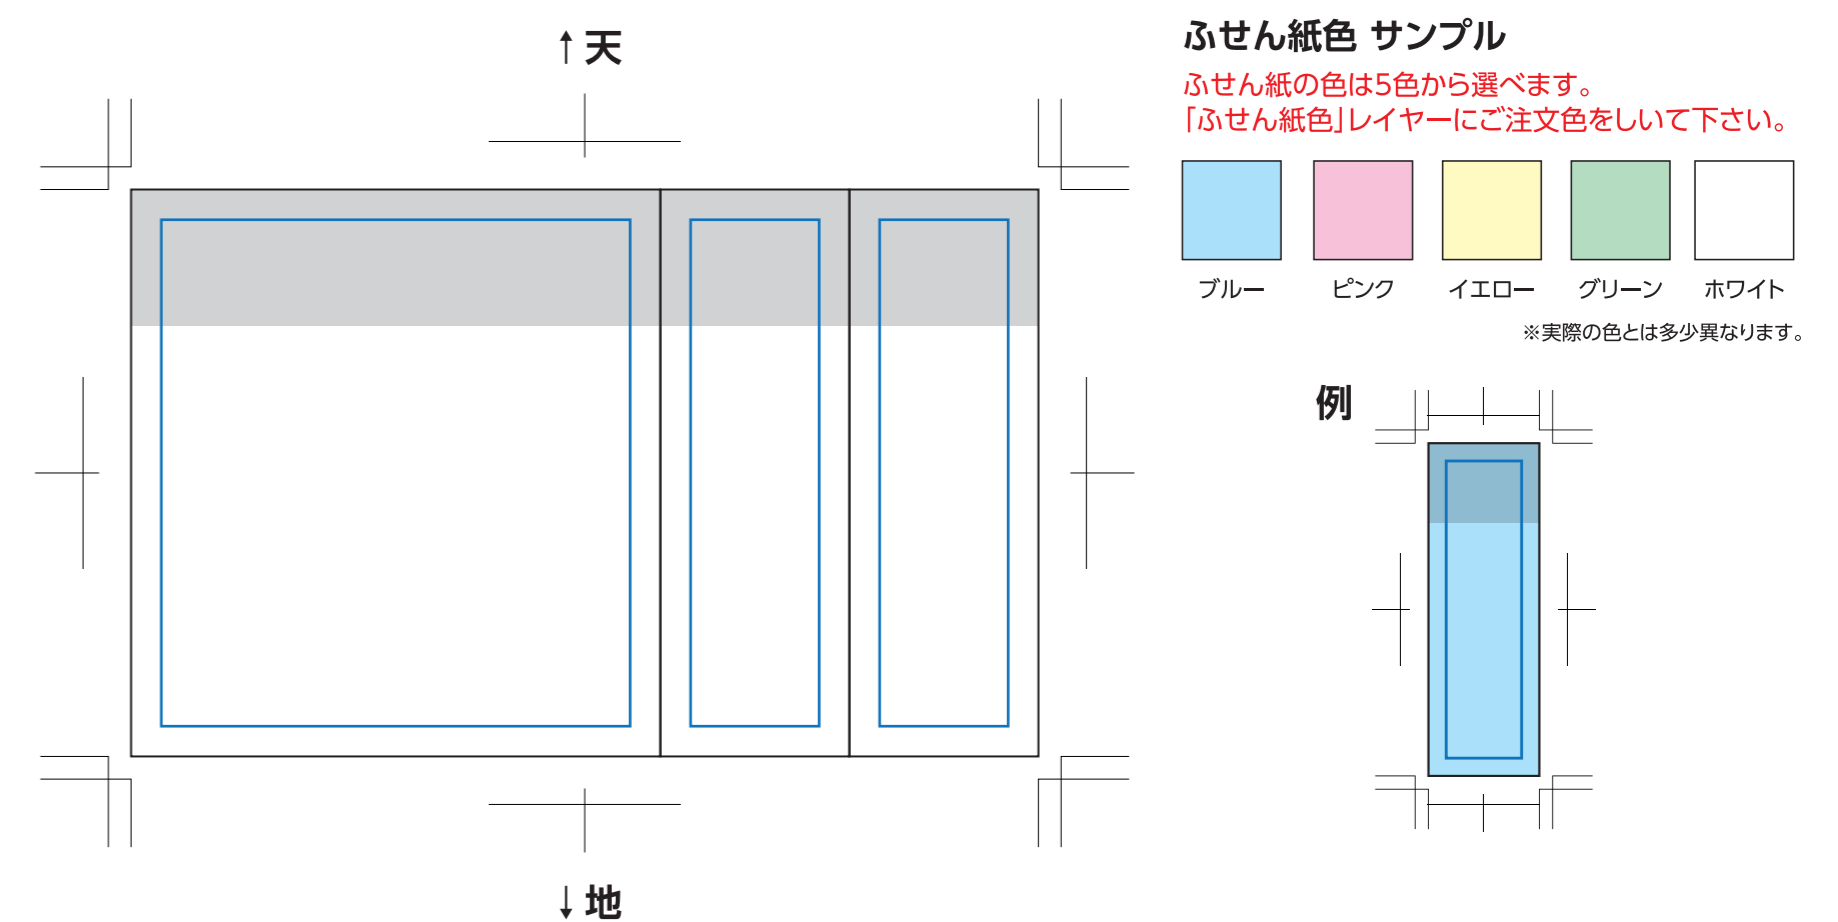 ↑ 天
ふせん紙色 サンプル
ふせん紙の色は5色から選べます。
「ふせん紙色」レイヤーにご注文色をしいて下さい。
ブルー ピンク イエロー グリーン ホワイト
※実際の色とは多少異なります。
例
↓ 地